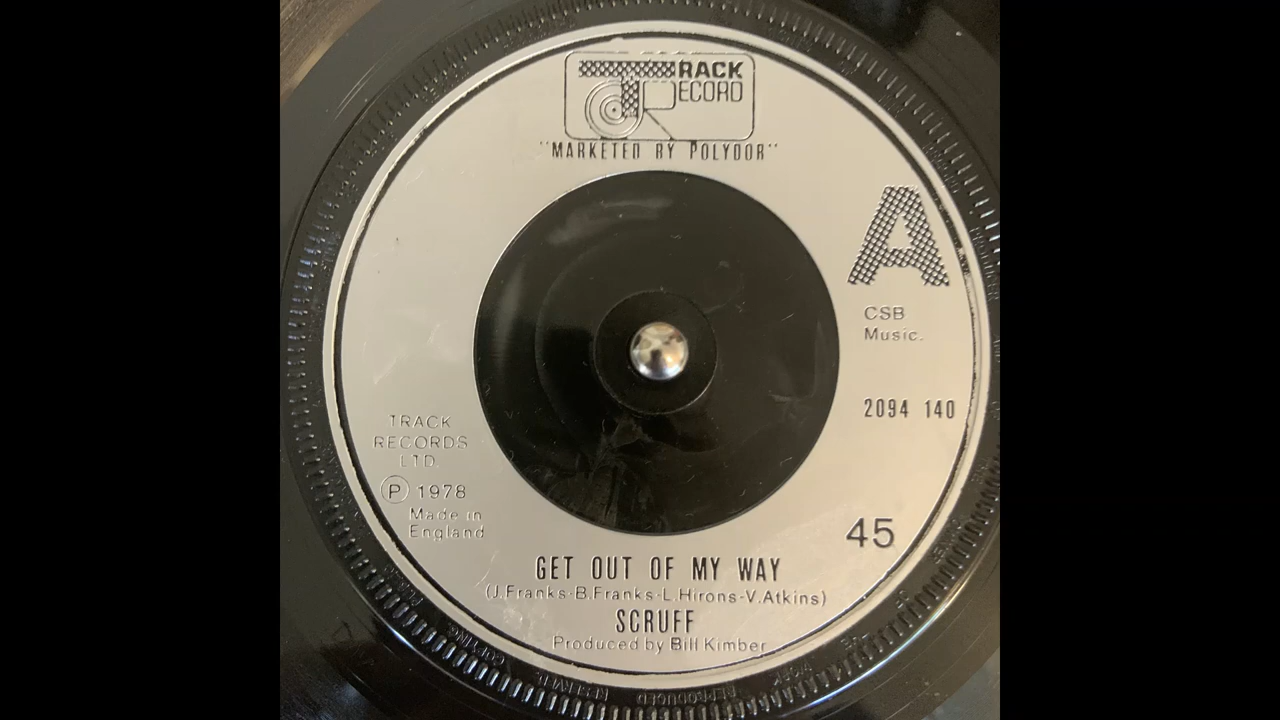 TRACK
RECORD
"MARKETED BY POLYDOR"
A
CSB
Music.
2094 140
TRACK
RECORDS
LTD.
P 1978
Made in
England
45
GET OUT OF MY WAY
(J.Franks-B.Franks-L.Hirons-V.Atkins)
SCRUFF
Produced by Bill Kimber